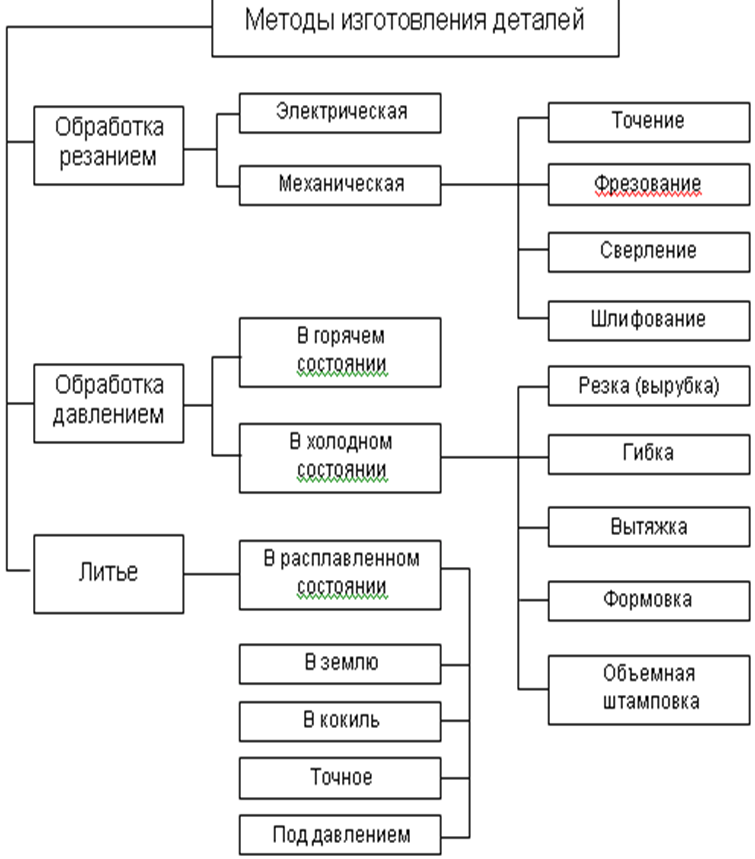 Методы изготовления деталей
Обработка
резанием
Электрическая
Механическая
Точение
Фрезование
Сверление
Шлифование
Обработка
давлением
В горячем
состоянии
В холодном
состоянии
Резка (вырубка)
Гибка
Вытяжка
Формовка
Объемная
штамповка
Литье
В расплавленном
состоянии
В землю
В кокиль
Точное
Под давлением